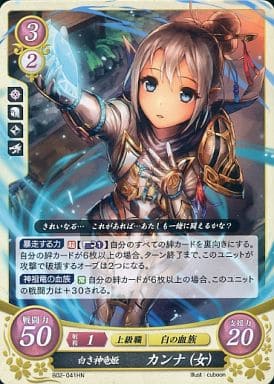 3
2
きれいなる… これがあれば…あたしも一緒に闘えるかな？
暴走する力 起 [□-1] 自分のすべての絆カードを裏向きにする。
自分の絆カードが6枚以上の場合、ターン終了まで、このユニットの攻撃で破壊するオーブは2つになる。
神祖竜の血族 常 自分の絆カードが6枚以上の場合、このユニットの戦闘力は＋30される。
射程 1
上級職
白の血族
戦闘力 50
支援力 20
白き神竜姫 カンナ（女）
B02-041HN
Illust : cuboon